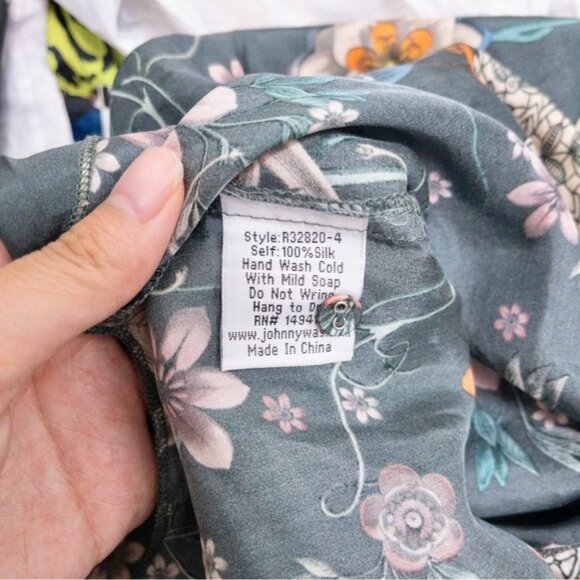 Style:R32820-4
Self:100%Silk
Hand Wash Cold
With Mild Soap
Do Not Wring
Hang to
RN#
Made In China